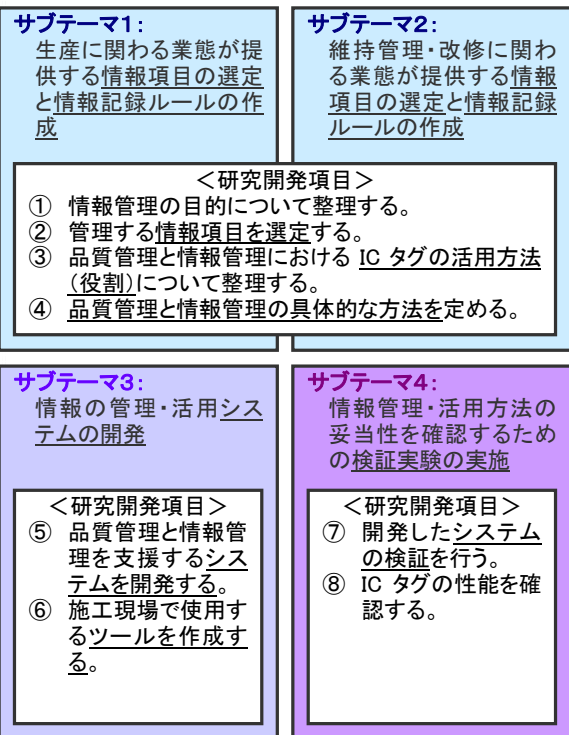 サブテーマ1:
生産に関わる業態が提
供する情報項目の選定
と情報記録ルールの作
成
サブテーマ2:
維持管理・改修に関わ
る業態が提供する情報
項目の選定と情報記録
ルールの作成
＜研究開発項目＞
① 情報管理の目的について整理する。
② 管理する情報項目を選定する。
③ 品質管理と情報管理における IC タグの活用方法
(役割)について整理する。
④ 品質管理と情報管理の具体的な方法を定める。
サブテーマ3:
情報の管理・活用シス
テムの開発
＜研究開発項目＞
⑤ 品質管理と情報管
理を支援するシス
テムを開発する。
⑥ 施工現場で使用す
るツールを作成す
る。
サブテーマ4:
情報管理・活用方法の
妥当性を確認するため
の検証実験の実施
＜研究開発項目＞
⑦ 開発したシステム
の検証を行う。
⑧ IC タグの性能を確
認する。